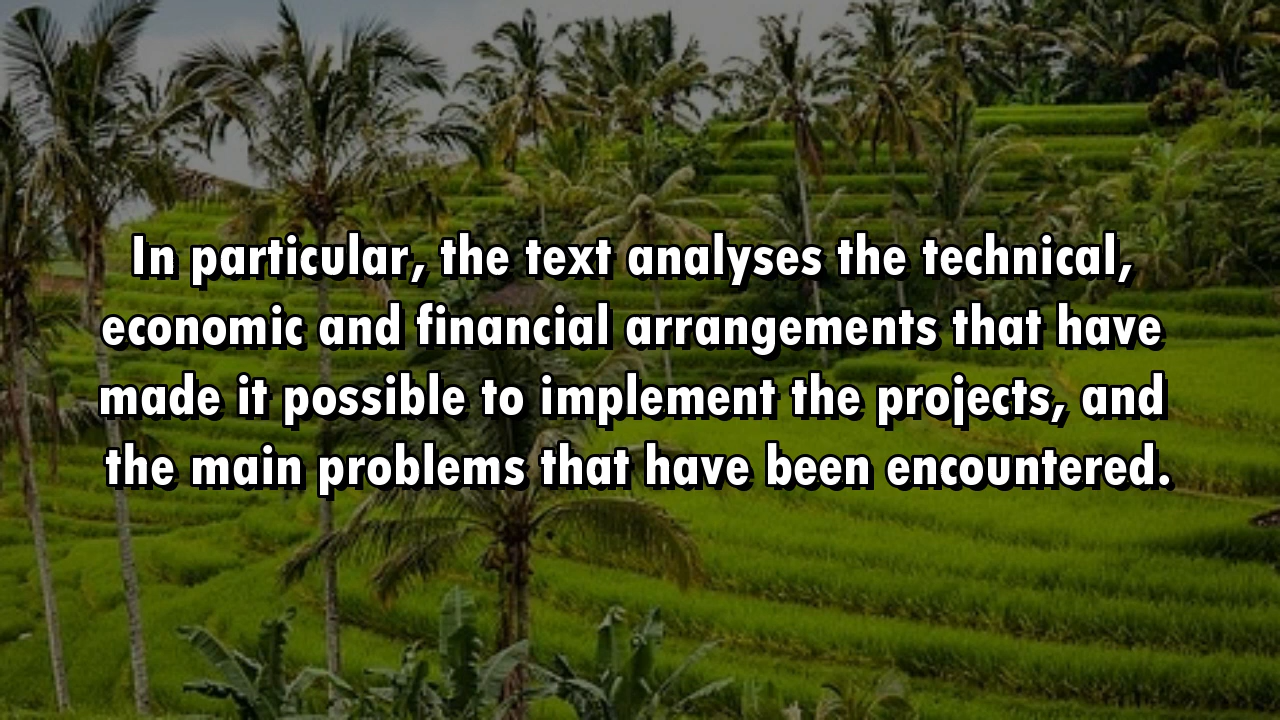 In particular, the text analyses the technical,
economic and financial arrangements that have
made it possible to implement the projects, and
the main problems that have been encountered.